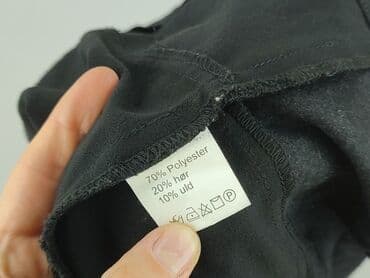 70% Polyester
20% hør
10% uld
P